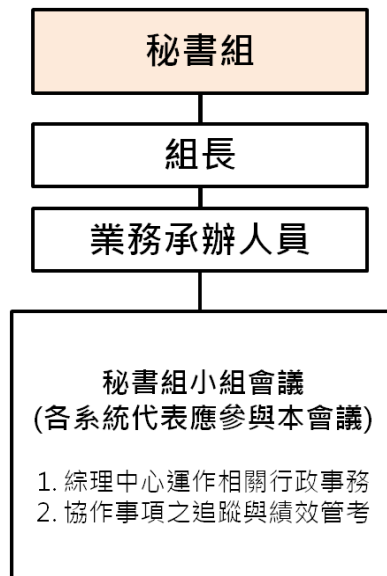 秘書組
組長
業務承辦人員
秘書組小組會議
(各系統代表應參與本會議)
1. 綜理中心運作相關行政事務
2. 協作事項之追蹤與績效管考